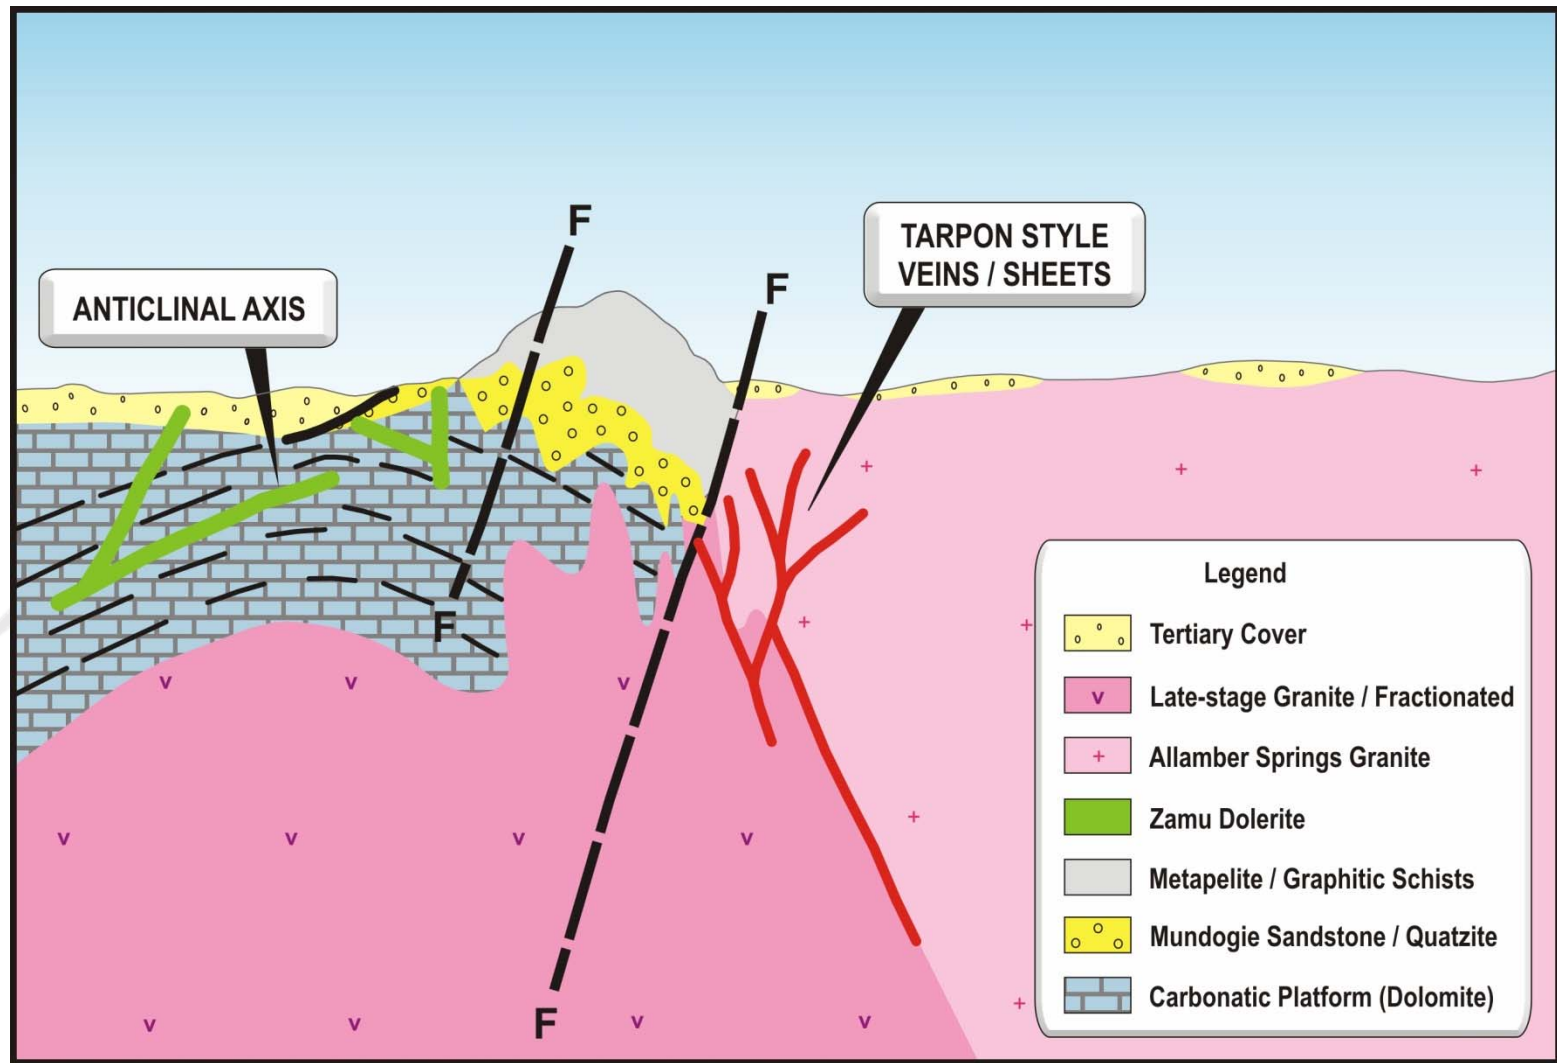 F
F
TARPON STYLE
VEINS / SHEETS
ANTICLINAL AXIS
F
F
Legend
Tertiary Cover
v Late-stage Granite / Fractionated
+ Allamber Springs Granite
Zamu Dolerite
Metapelite / Graphitic Schists
Mundogie Sandstone / Quatzite
Carbonatic Platform (Dolomite)